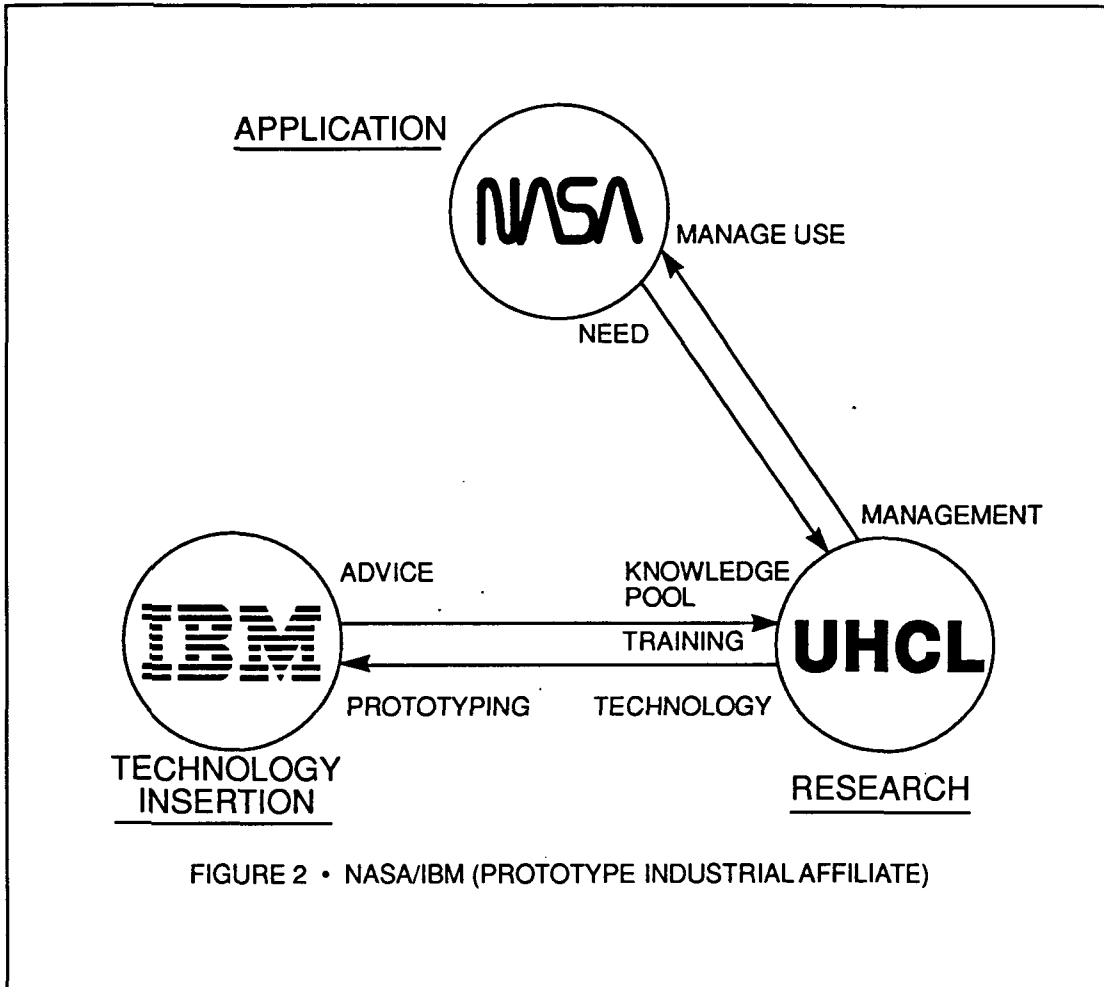 APPLICATION
NASA
MANAGE USE
NEED
MANAGEMENT
ADVICE
KNOWLEDGE
POOL
IBM
TRAINING
UHCL
PROTOTYPING
TECHNOLOGY
TECHNOLOGY
INSERTION
RESEARCH
FIGURE 2 • NASA/IBM (PROTOTYPE INDUSTRIAL AFFILIATE)